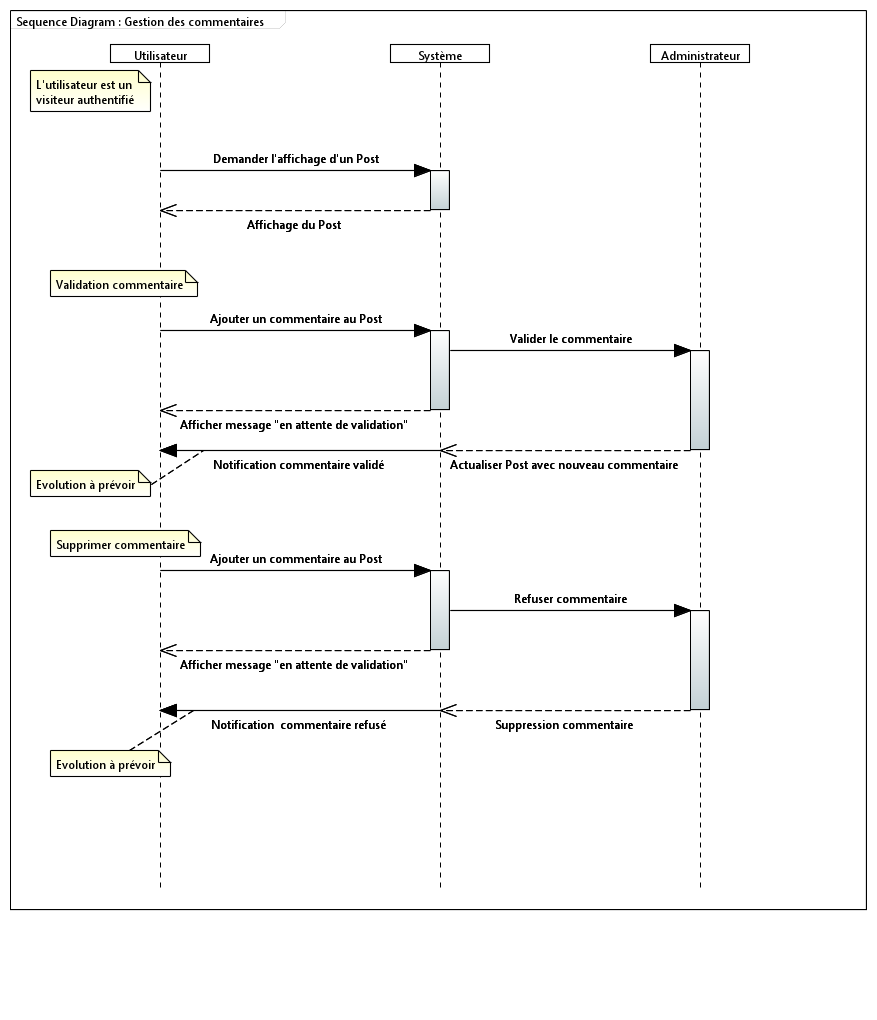 Sequence Diagram : Gestion des commentaires
Utilisateur
Système
Administrateur
L'utilisateur est un
visiteur authentifié
Demander l'affichage d'un Post
Affichage du Post
Validation commentaire
Ajouter un commentaire au Post
Valider le commentaire
Afficher message "en attente de validation"
Notification commentaire validé
Actualiser Post avec nouveau commentaire
Evolution à prévoir
Supprimer commentaire
Ajouter un commentaire au Post
Refuser commentaire
Afficher message "en attente de validation"
Notification  commentaire refusé
Suppression commentaire
Evolution à prévoir